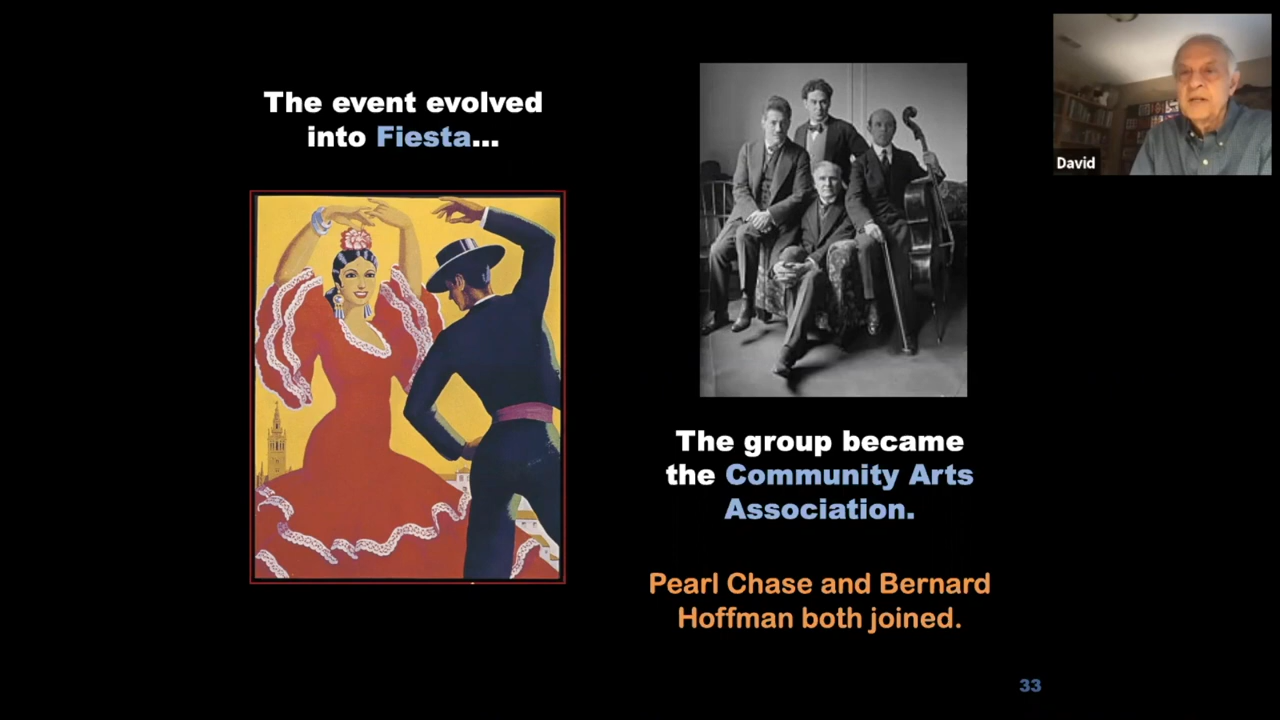 The event evolved
into Fiesta...
The group became
the Community Arts
Association.
Pearl Chase and Bernard
Hoffman both joined.
33
David